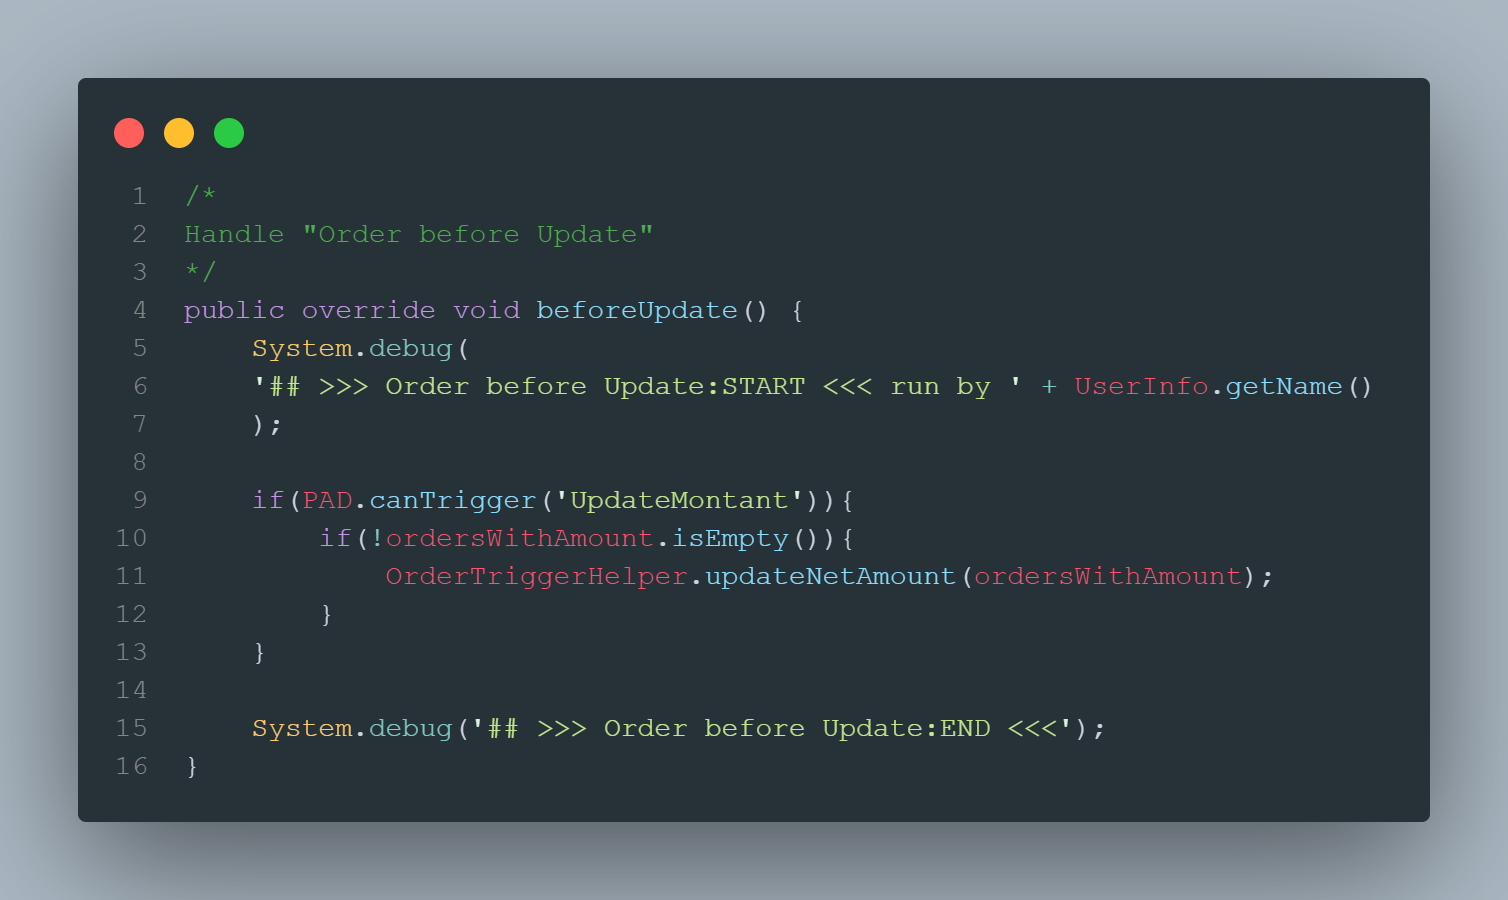 1 /*
2 Handle "Order before Update"
3 */
4 public override void beforeUpdate() {
5     System.debug(
6     '## >>> Order before Update:START <<< run by ' + UserInfo.getName()
7     );
8
9     if(PAD.canTrigger('UpdateMontant')){
10         if(!ordersWithAmount.isEmpty()){
11             OrderTriggerHelper.updateNetAmount(ordersWithAmount);
12         }
13     }
14
15     System.debug('## >>> Order before Update:END <<<');
16 }